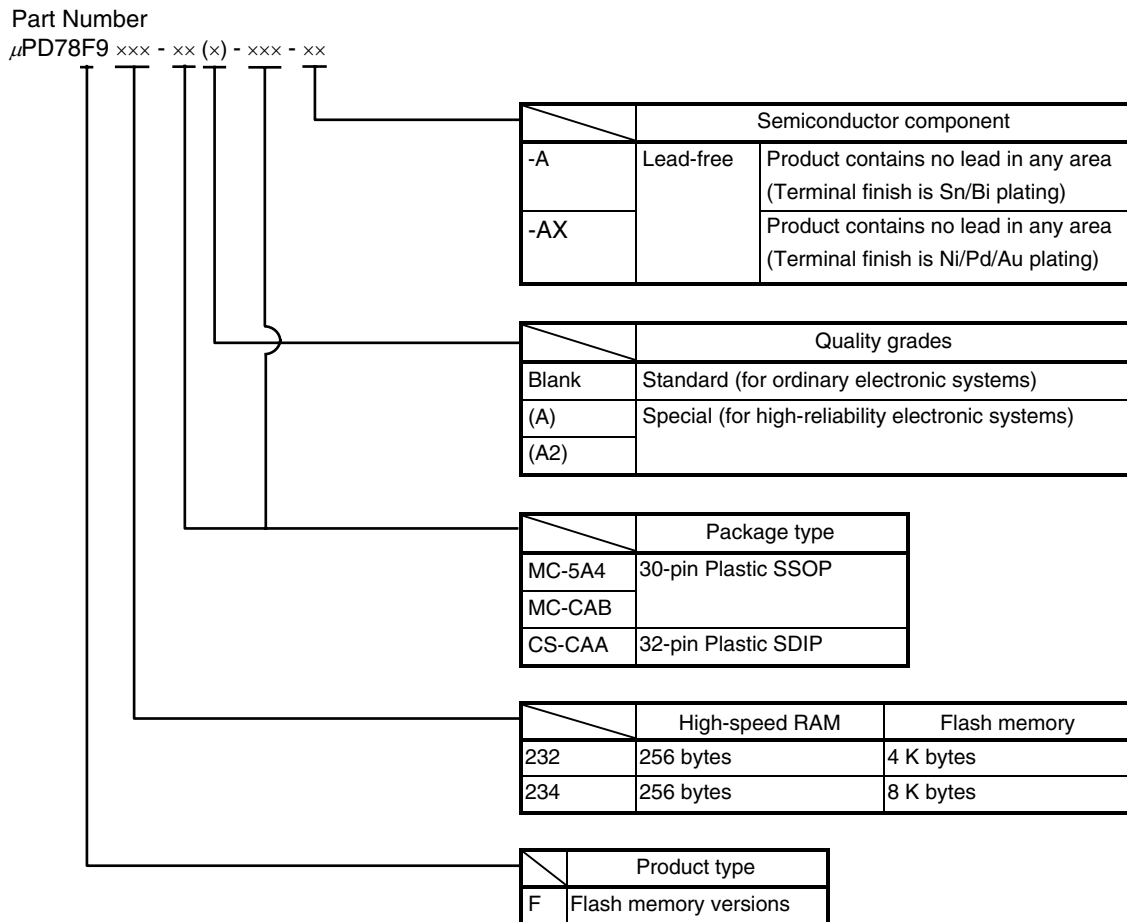 Part Number
μPD78F9 ××× - ×× (×) - ××× - ××
Semiconductor component
-A Lead-free Product contains no lead in any area
(Terminal finish is Sn/Bi plating)
-AX Product contains no lead in any area
(Terminal finish is Ni/Pd/Au plating)
Quality grades
Blank Standard (for ordinary electronic systems)
(A) Special (for high-reliability electronic systems)
(A2)
Package type
MC-5A4 30-pin Plastic SSOP
MC-CAB
CS-CAA 32-pin Plastic SDIP
High-speed RAM Flash memory
232 256 bytes 4 K bytes
234 256 bytes 8 K bytes
Product type
F Flash memory versions